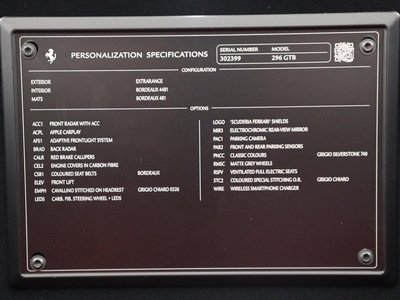 PERSONALIZATION SPECIFICATIONS
SERIAL NUMBER MODEL
302399 296 GTB
CONFIGURATION
EXTERIOR EXTRARANGE
INTERIOR BORDEAUX 4481
MATS BORDEAUX 481
OPTIONS
ACC1 FRONT RADAR WITH ACC
ACPL APPLE CARPLAY
AFS1 ADAPTIVE FRONTLIGHT SYSTEM
BRAD BACK RADAR
CALR RED BRAKE CALLIPERS
CEL2 ENGINE COVERS IN CARBON FIBRE
CSB1 COLOURED SEAT BELTS BORDEAUX
ELEV FRONT LIFT
EMPH CAVALLINO STITCHED ON HEADREST GRIGIO CHIARO 0326
LEDS CARB. FIB. STEERING WHEEL + LEDS
LOGO "SCUDERIA FERRARI" SHIELDS
MIR3 ELECTROCHROMIC REAR-VIEW MIRROR
PAC1 PARKING CAMERA
PAR2 FRONT AND REAR PARKING SENSORS
PNCC CLASSIC COLOURS GRIGIO SILVERSTONE 740
RMSC MATTE GREY WHEELS
RSFV VENTILATED FULL ELECTRIC SEATS
STC2 COLOURED SPECIAL STITCHING O.R. GRIGIO CHIARO
WIRE WIRELESS SMARTPHONE CHARGER